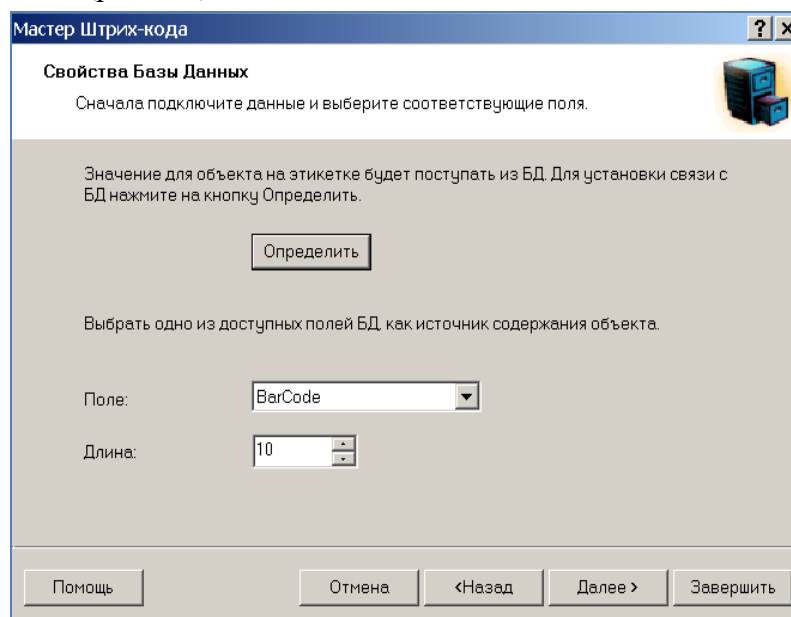 Мастер Штрих-кода ? x
Свойства Базы Данных
Сначала подключите данные и выберите соответствующие поля.
Значение для объекта на этикетке будет поступать из БД. Для установки связи с
БД нажмите на кнопку Определить.
Определить
Выбрать одно из доступных полей БД, как источник содержания объекта.
Поле: BarCode
Длина: 10
Помощь Отмена <Назад Далее > Завершить